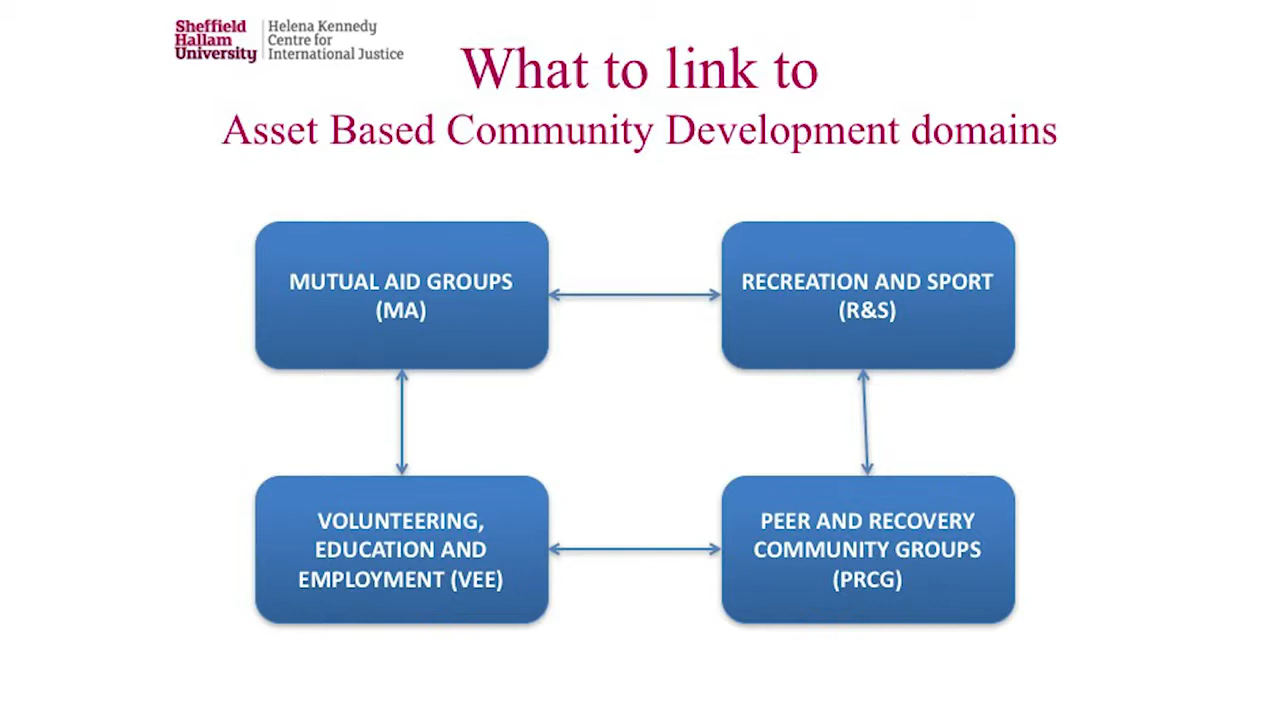 Sheffield
Hallam
University
Helena Kennedy
Centre for
International Justice
What to link to
Asset Based Community Development domains
MUTUAL AID GROUPS
(MA)
RECREATION AND SPORT
(R&S)
VOLUNTEERING,
EDUCATION AND
EMPLOYMENT (VEE)
PEER AND RECOVERY
COMMUNITY GROUPS
(PRCG)